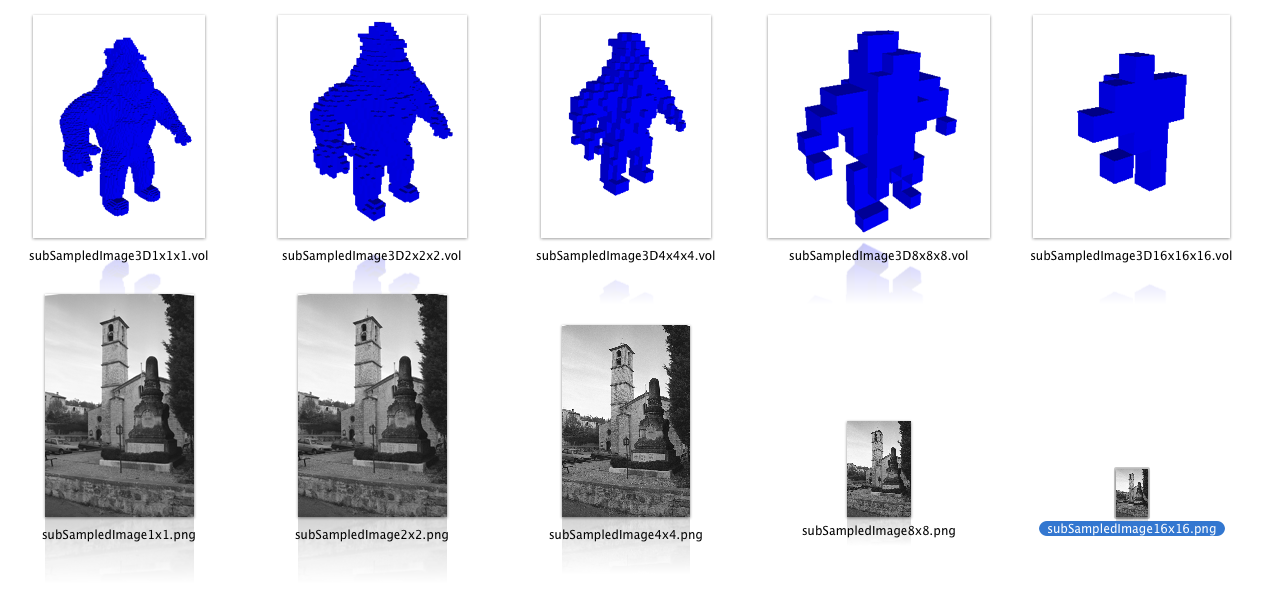 subSampledImage3D1x1x1.vol
subSampledImage3D2x2x2.vol
subSampledImage3D4x4x4.vol
subSampledImage3D8x8x8.vol
subSampledImage3D16x16x16.vol
subSampledImage1x1.png
subSampledImage2x2.png
subSampledImage4x4.png
subSampledImage8x8.png
subSampledImage16x16.png